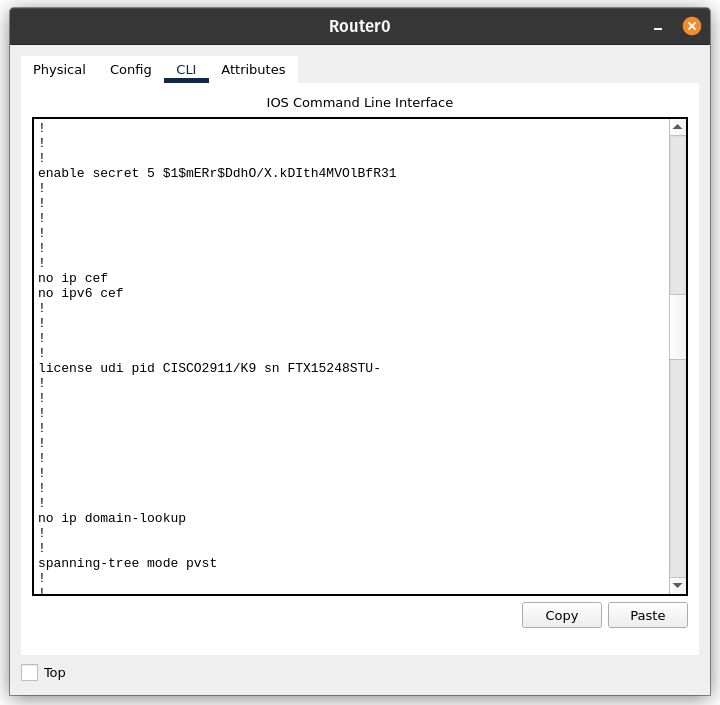 Router0
Physical Config CLI Attributes
IOS Command Line Interface
!
!
!
enable secret 5 $1$mERr$DdhO/X.kDIth4MVOlBfR31
!
!
!
!
!
!
no ip cef
no ipv6 cef
!
!
!
!
license udi pid CISCO2911/K9 sn FTX15248STU-
!
!
!
!
!
!
!
!
!
no ip domain-lookup
!
!
spanning-tree mode pvst
!
!
Copy Paste
Top